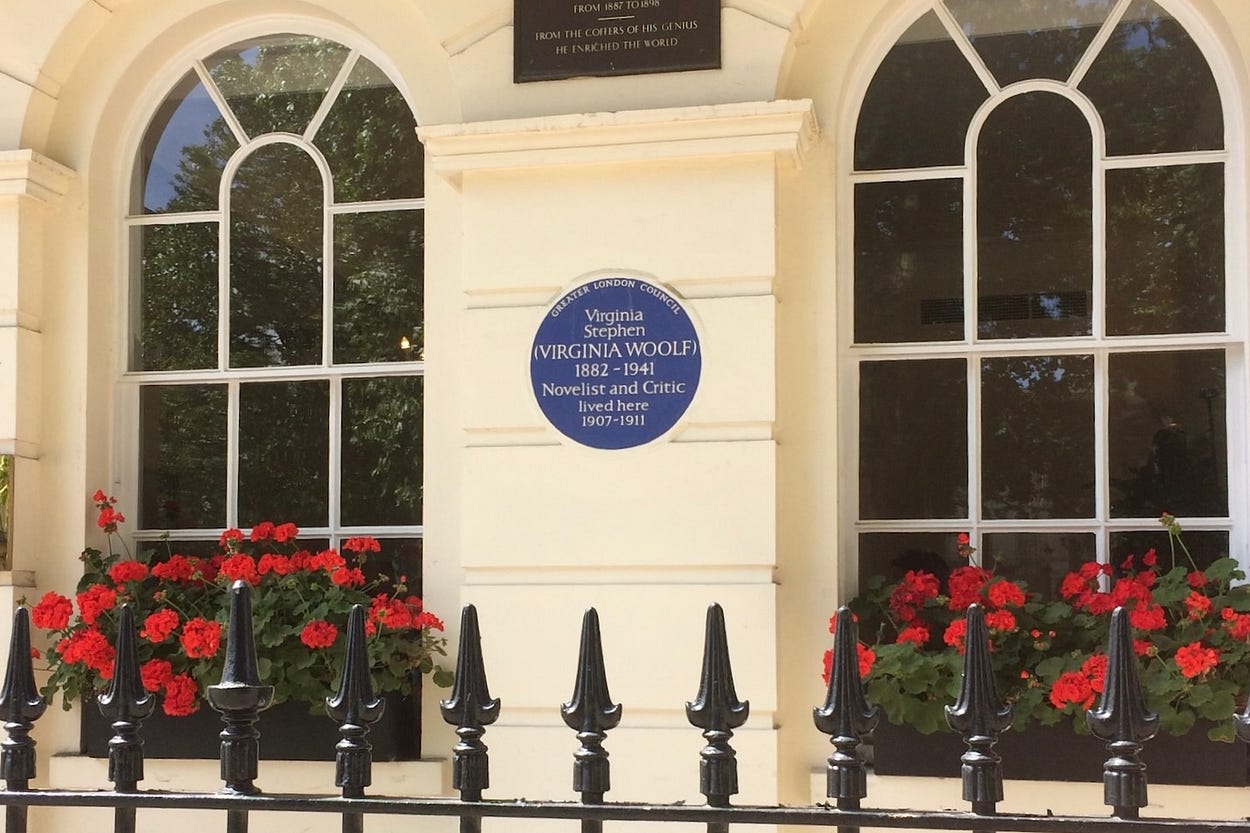 FROM 1887 TO 1898
FROM THE COFFERS OF HIS GENIUS
HE ENRICHED THE WORLD
GREATER LONDON COUNCIL
Virginia
Stephen
(VIRGINIA WOOLF)
1882 - 1941
Novelist and Critic
lived here
1907-1911